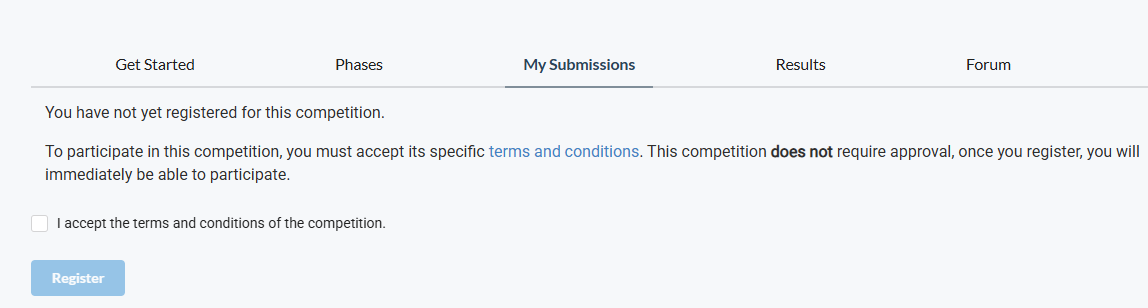 Get Started Phases My Submissions Results Forum
You have not yet registered for this competition.
To participate in this competition, you must accept its specific terms and conditions. This competition does not require approval, once you register, you will
immediately be able to participate.
I accept the terms and conditions of the competition.
Register